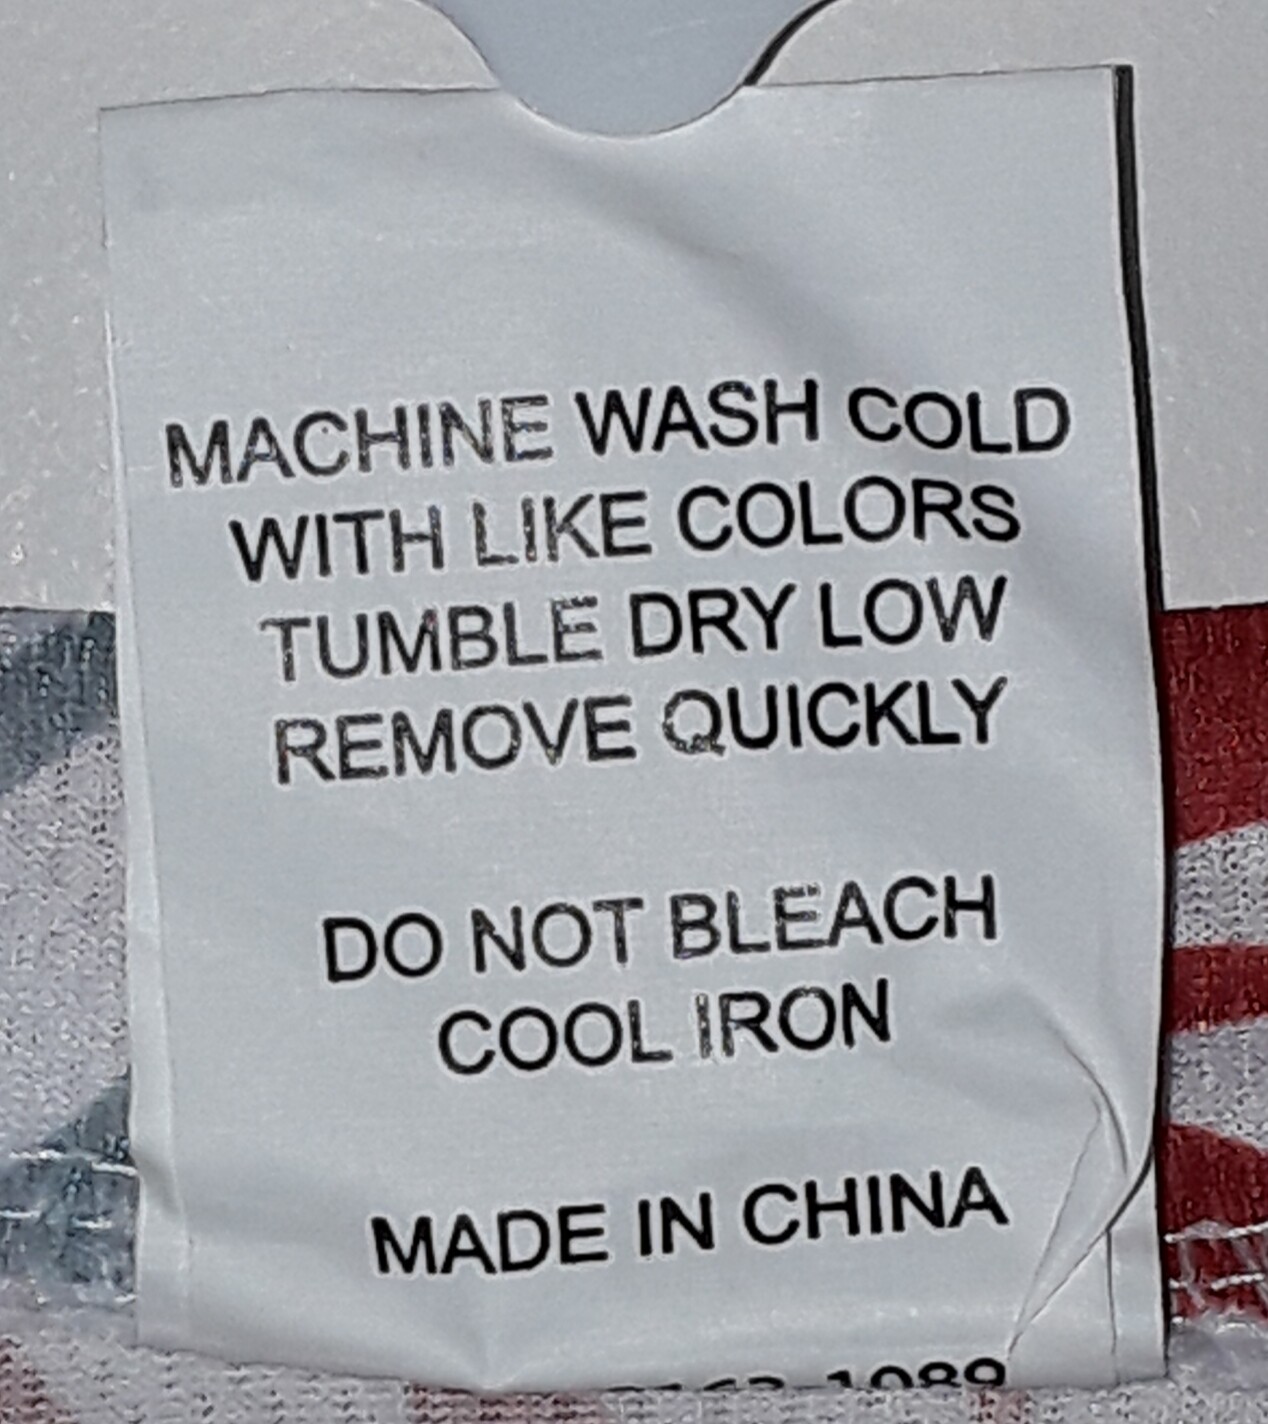 MACHINE WASH COLD
WITH LIKE COLORS
TUMBLE DRY LOW
REMOVE QUICKLY
DO NOT BLEACH
COOL IRON
MADE IN CHINA